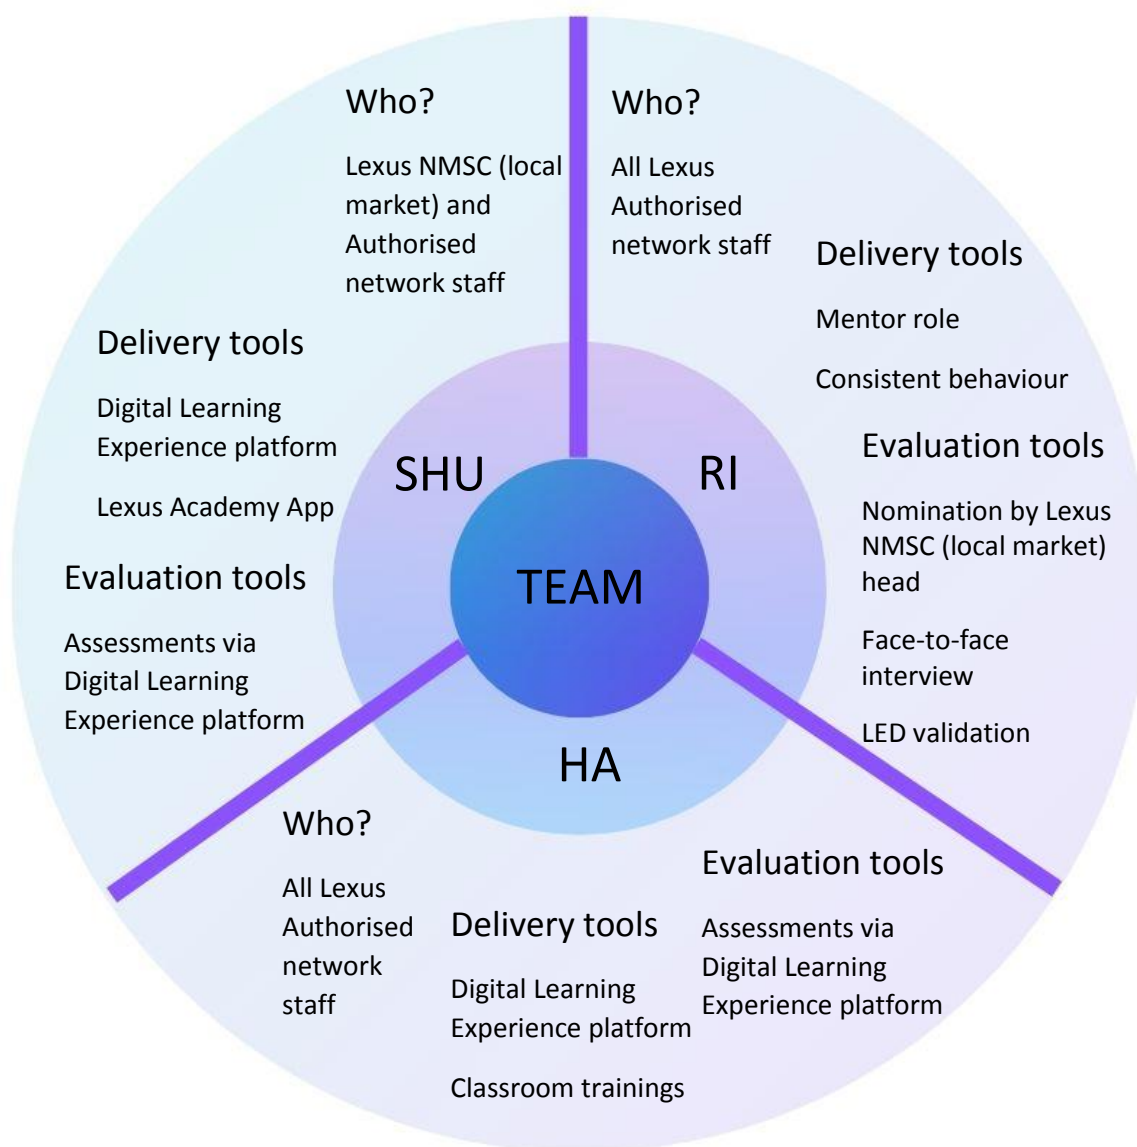 Who?
Lexus NMSC (local
market) and
Authorised
network staff
Delivery tools
Digital Learning
Experience platform
Lexus Academy App
Evaluation tools
Assessments via
Digital Learning
Experience platform
SHU
Who?
All Lexus
Authorised
network staff
Delivery tools
Mentor role
Consistent behaviour
Evaluation tools
Nomination by Lexus
NMSC (local market)
head
Face-to-face
interview
LED validation
RI
TEAM
HA
Who?
All Lexus
Authorised
network
staff
Delivery tools
Digital Learning
Experience platform
Classroom trainings
Evaluation tools
Assessments via
Digital Learning
Experience platform